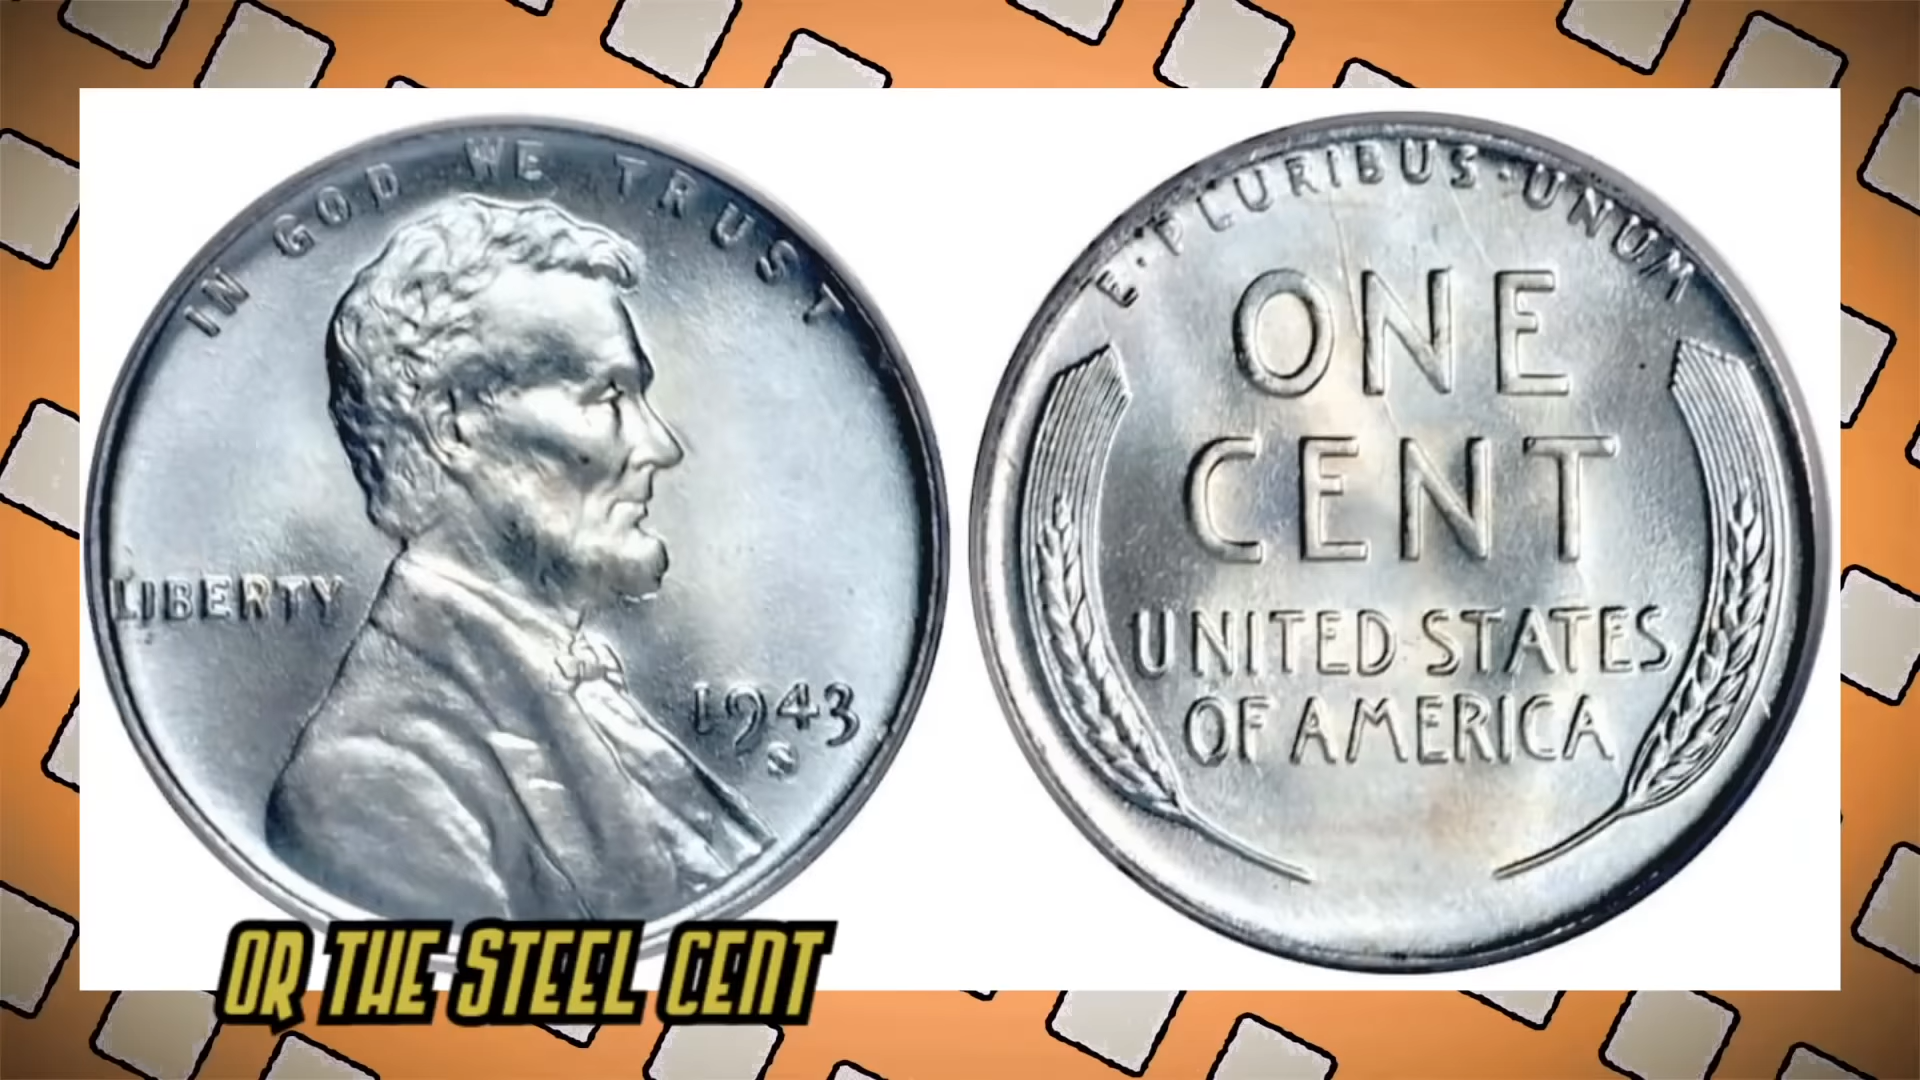 IN GOD WE TRUST
LIBERTY
1943
E·PLURIBUS·UNUM
ONE
CENT
UNITED STATES
OF AMERICA
OR THE STEEL CENT